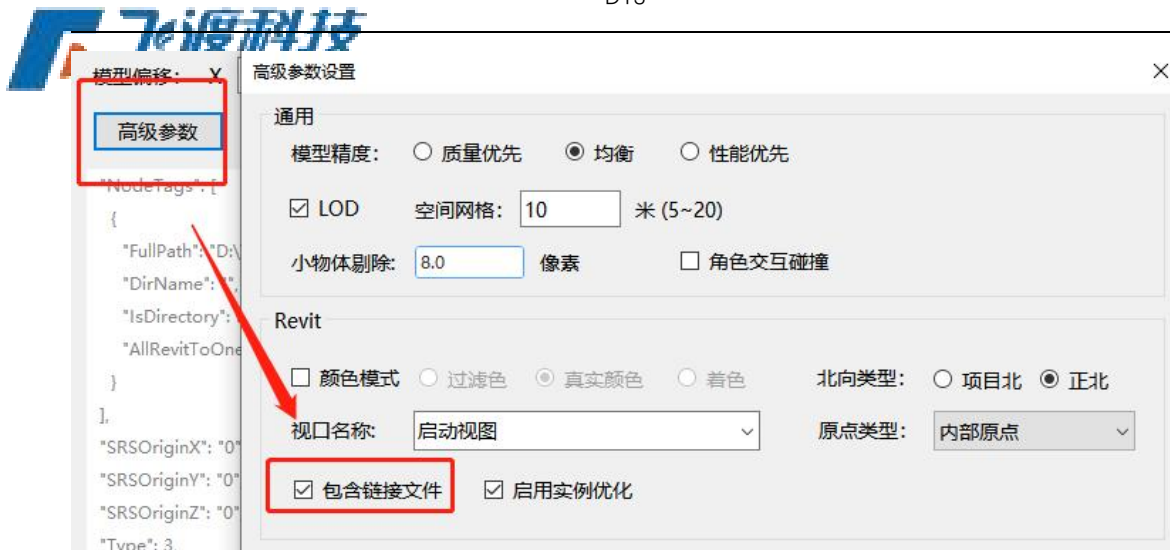 飞渡科技
模型偏移： X
高级参数
"NodeTags": [
{
"FullPath": "D:\
"DirName": "
"IsDirectory":
"AllRevitToOne
}
],
"SRSOriginX": "0"
"SRSOriginY": "0"
"SRSOriginZ": "0"
"Type": 3,
高级参数设置
通用
模型精度： 质量优先 均衡 性能优先
LOD 空间网格： 10 米 (5~20)
小物体剔除: 8.0 像素 角色交互碰撞
Revit
颜色模式 过滤色 真实颜色 着色 北向类型： 项目北 正北
视口名称: 启动视图 原点类型： 内部原点
包含链接文件 启用实例优化